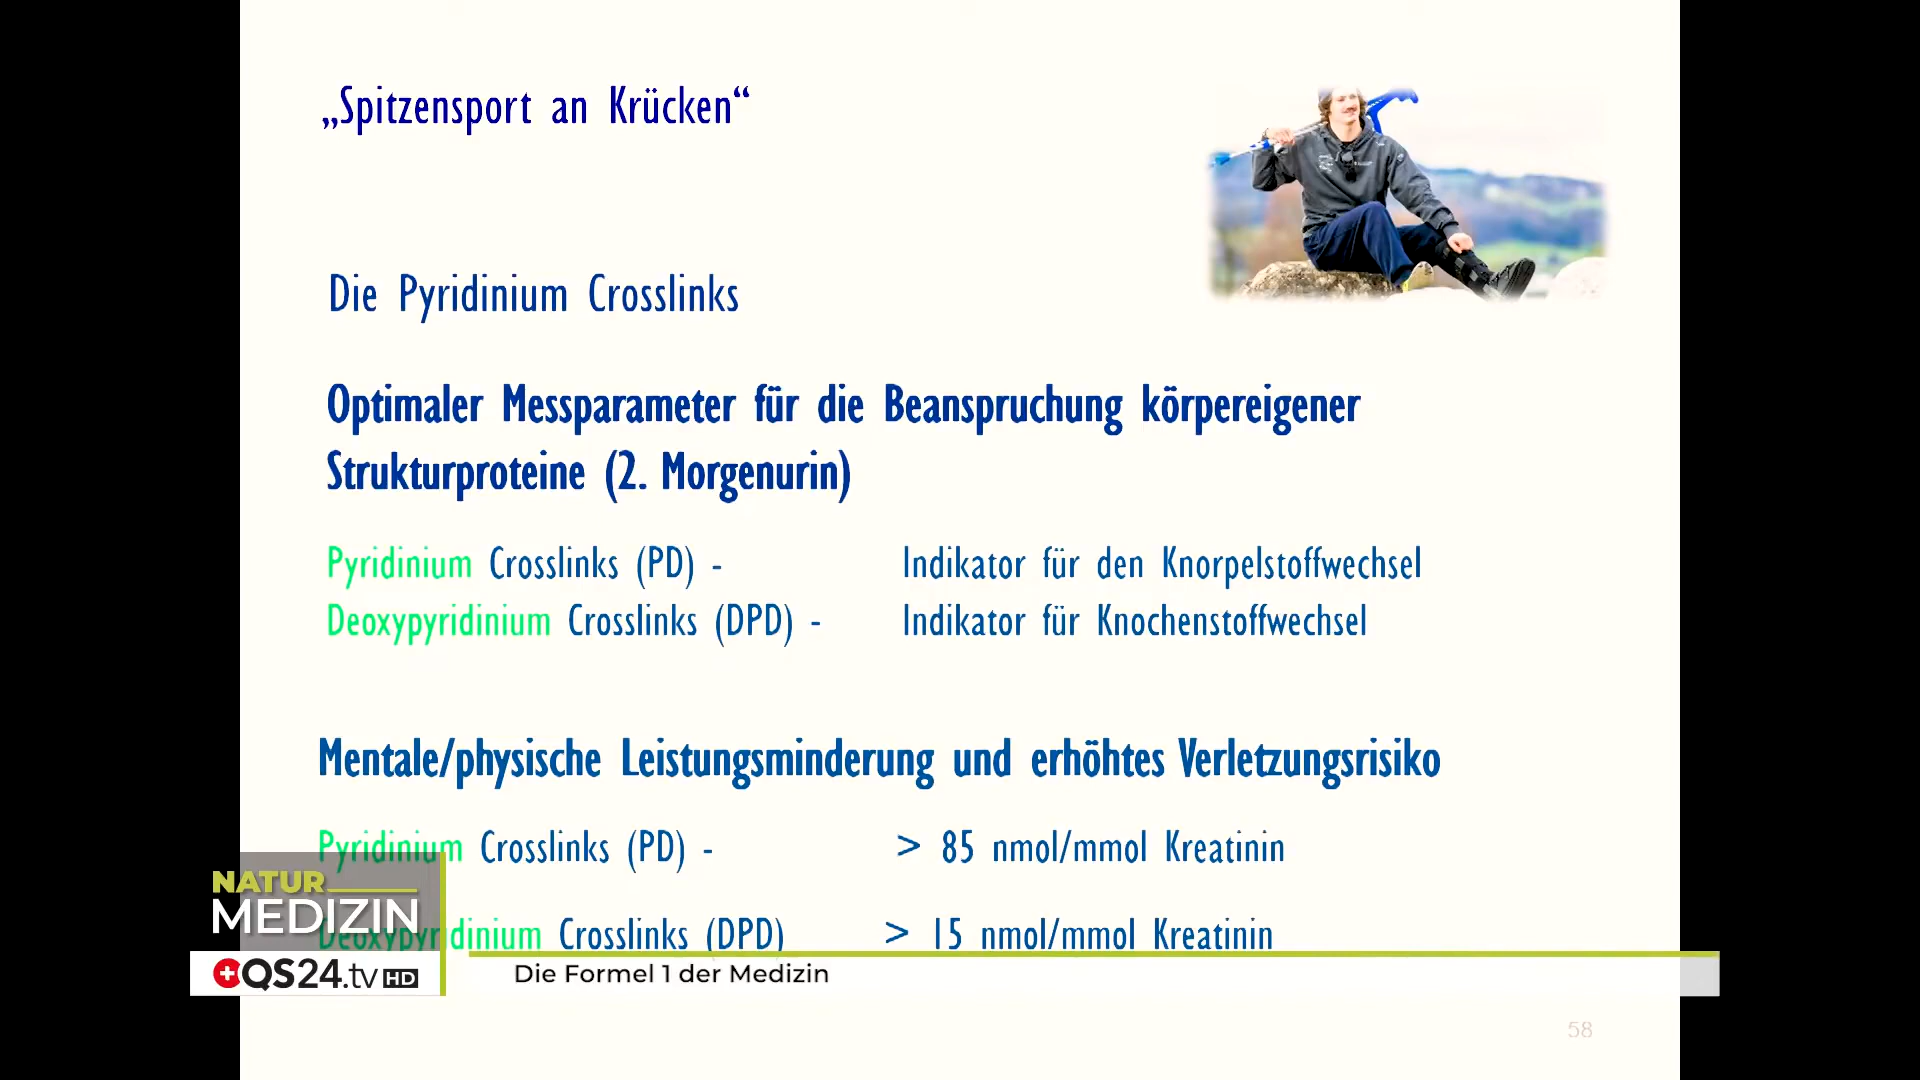 „Spitzensport an Krücken“
Die Pyridinium Crosslinks
Optimaler Messparameter für die Beanspruchung körpereigener
Strukturproteine (2. Morgenurin)
Pyridinium Crosslinks (PD) - Indikator für den Knorpelstoffwechsel
Deoxypyridinium Crosslinks (DPD) - Indikator für Knochenstoffwechsel
Mentale/physische Leistungsminderung und erhöhtes Verletzungsrisiko
Pyridinium Crosslinks (PD) - > 85 nmol/mmol Kreatinin
Deoxypyridinium Crosslinks (DPD) > 15 nmol/mmol Kreatinin
NATUR
MEDIZIN
QS24.tv HD
Die Formel 1 der Medizin
58